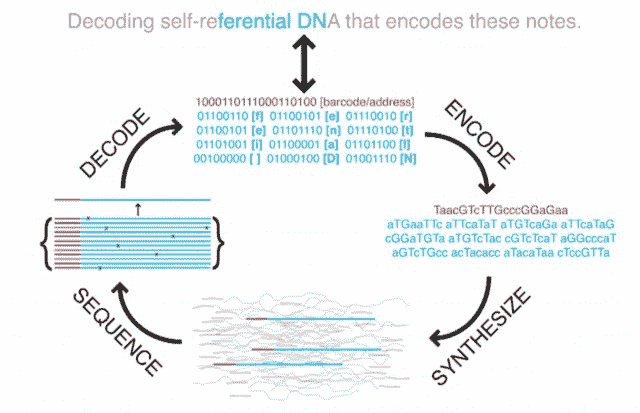 Decoding self-referential DNA that encodes these notes.
1000110111000110100 [barcode/address]
01100110 [f] 01100101 [e] 01110010 [r]
01100101 [e] 01101110 [n] 01110100 [t]
01101001 [i] 01100001 [a] 01101100 [l]
00100000 [ ] 01000100 [D] 01001110 [N]
DECODE
ENCODE
TaacGTcTTGcccGGaGaa
aTGaaTTc aTTcaTaT aTGTcaGa aTTcaTaG
cGGaTGTa aTGTcTac cGTcTcaT aGGcccaT
aGTcTGcc acTacacc aTacaTaa cTccGTTa
SEQUENCE
SYNTHESIZE